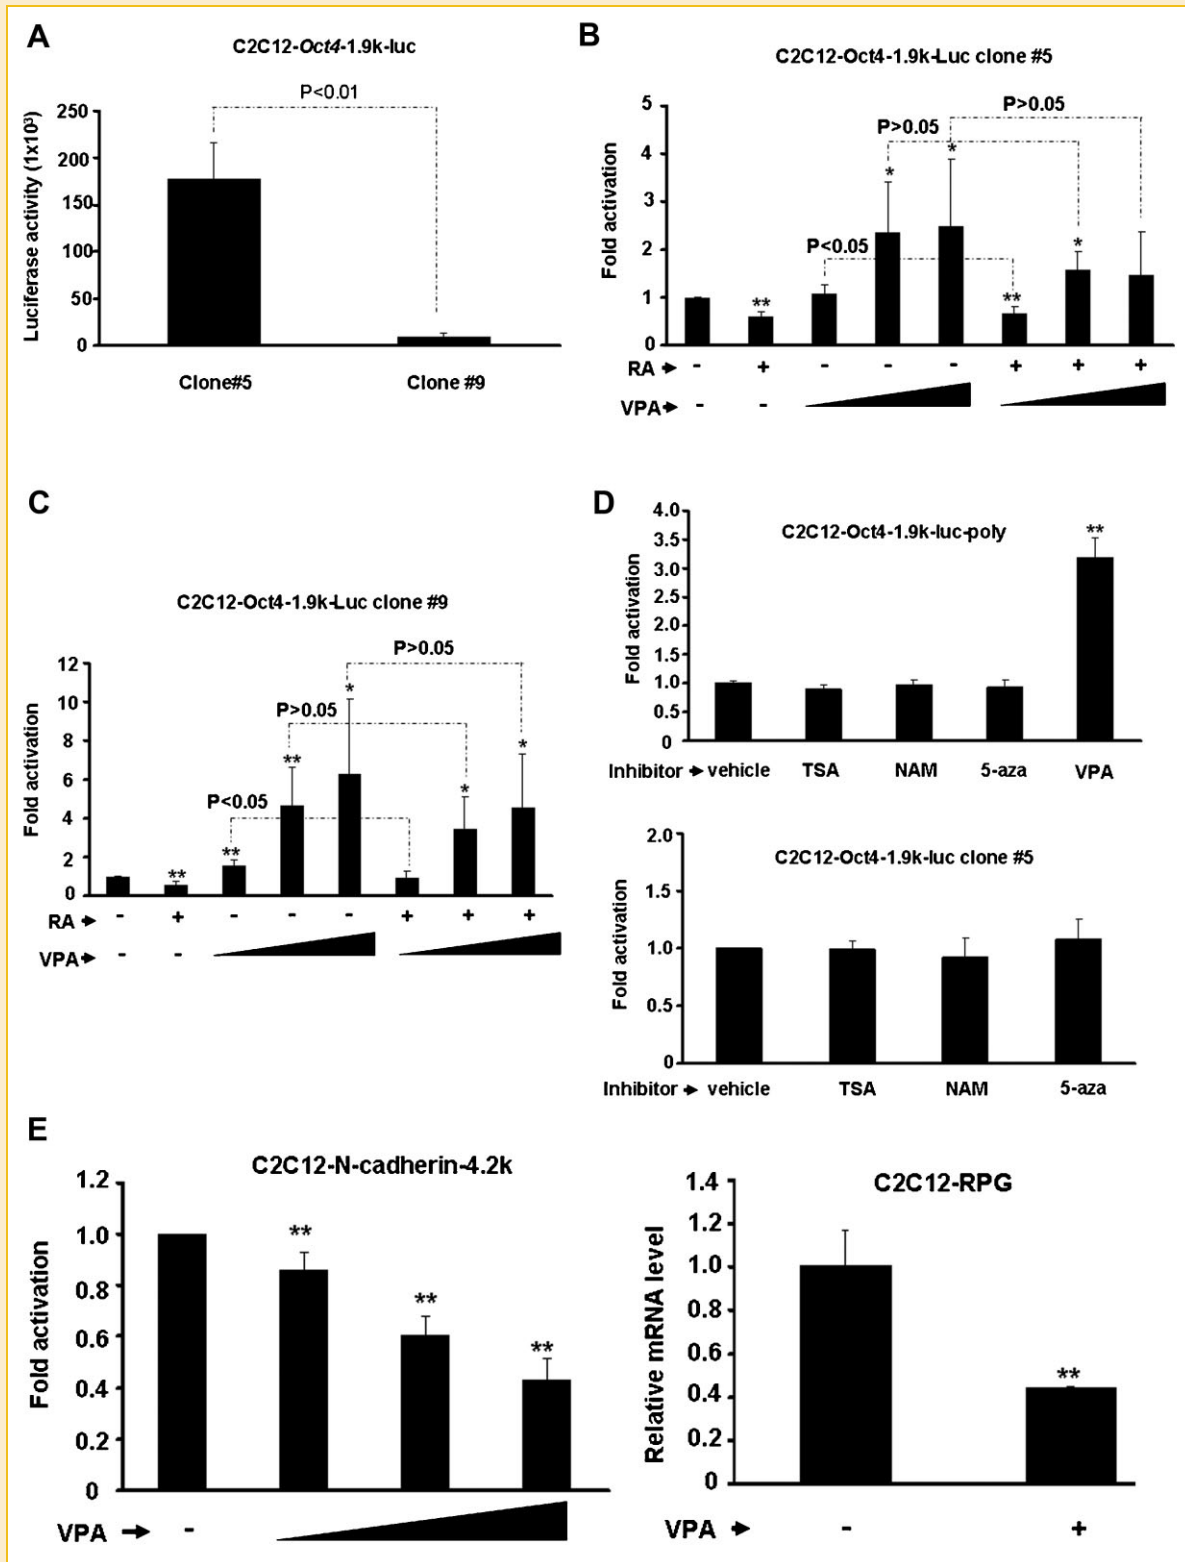 A
C2C12-Oct4-1.9k-luc
P<0.01
Luciferase activity (1x10³)
250
200
150
100
50
0
Clone#5 Clone #9
B
C2C12-Oct4-1.9k-Luc clone #5
Fold activation
5
4
3
2
1
0
P>0.05
P>0.05
P<0.05
** * * ** *
RA - + - - - + + +
VPA - -
C
C2C12-Oct4-1.9k-Luc clone #9
Fold activation
12
10
8
6
4
2
0
P>0.05
P>0.05
P<0.05
** ** ** * * *
RA - + - - - + + +
VPA - -
D
C2C12-Oct4-1.9k-luc-poly
Fold activation
4.0
3.5
3.0
2.5
2.0
1.5
1.0
0.5
0
**
Inhibitor vehicle TSA NAM 5-aza VPA
C2C12-Oct4-1.9k-luc clone #5
Fold activation
2.0
1.5
1.0
0.5
0
Inhibitor vehicle TSA NAM 5-aza
E
C2C12-N-cadherin-4.2k
Fold activation
1.2
1.0
0.8
0.6
0.4
0.2
0
** ** **
VPA -
C2C12-RPG
Relative mRNA level
1.4
1.2
1.0
0.8
0.6
0.4
0.2
0
**
VPA - +